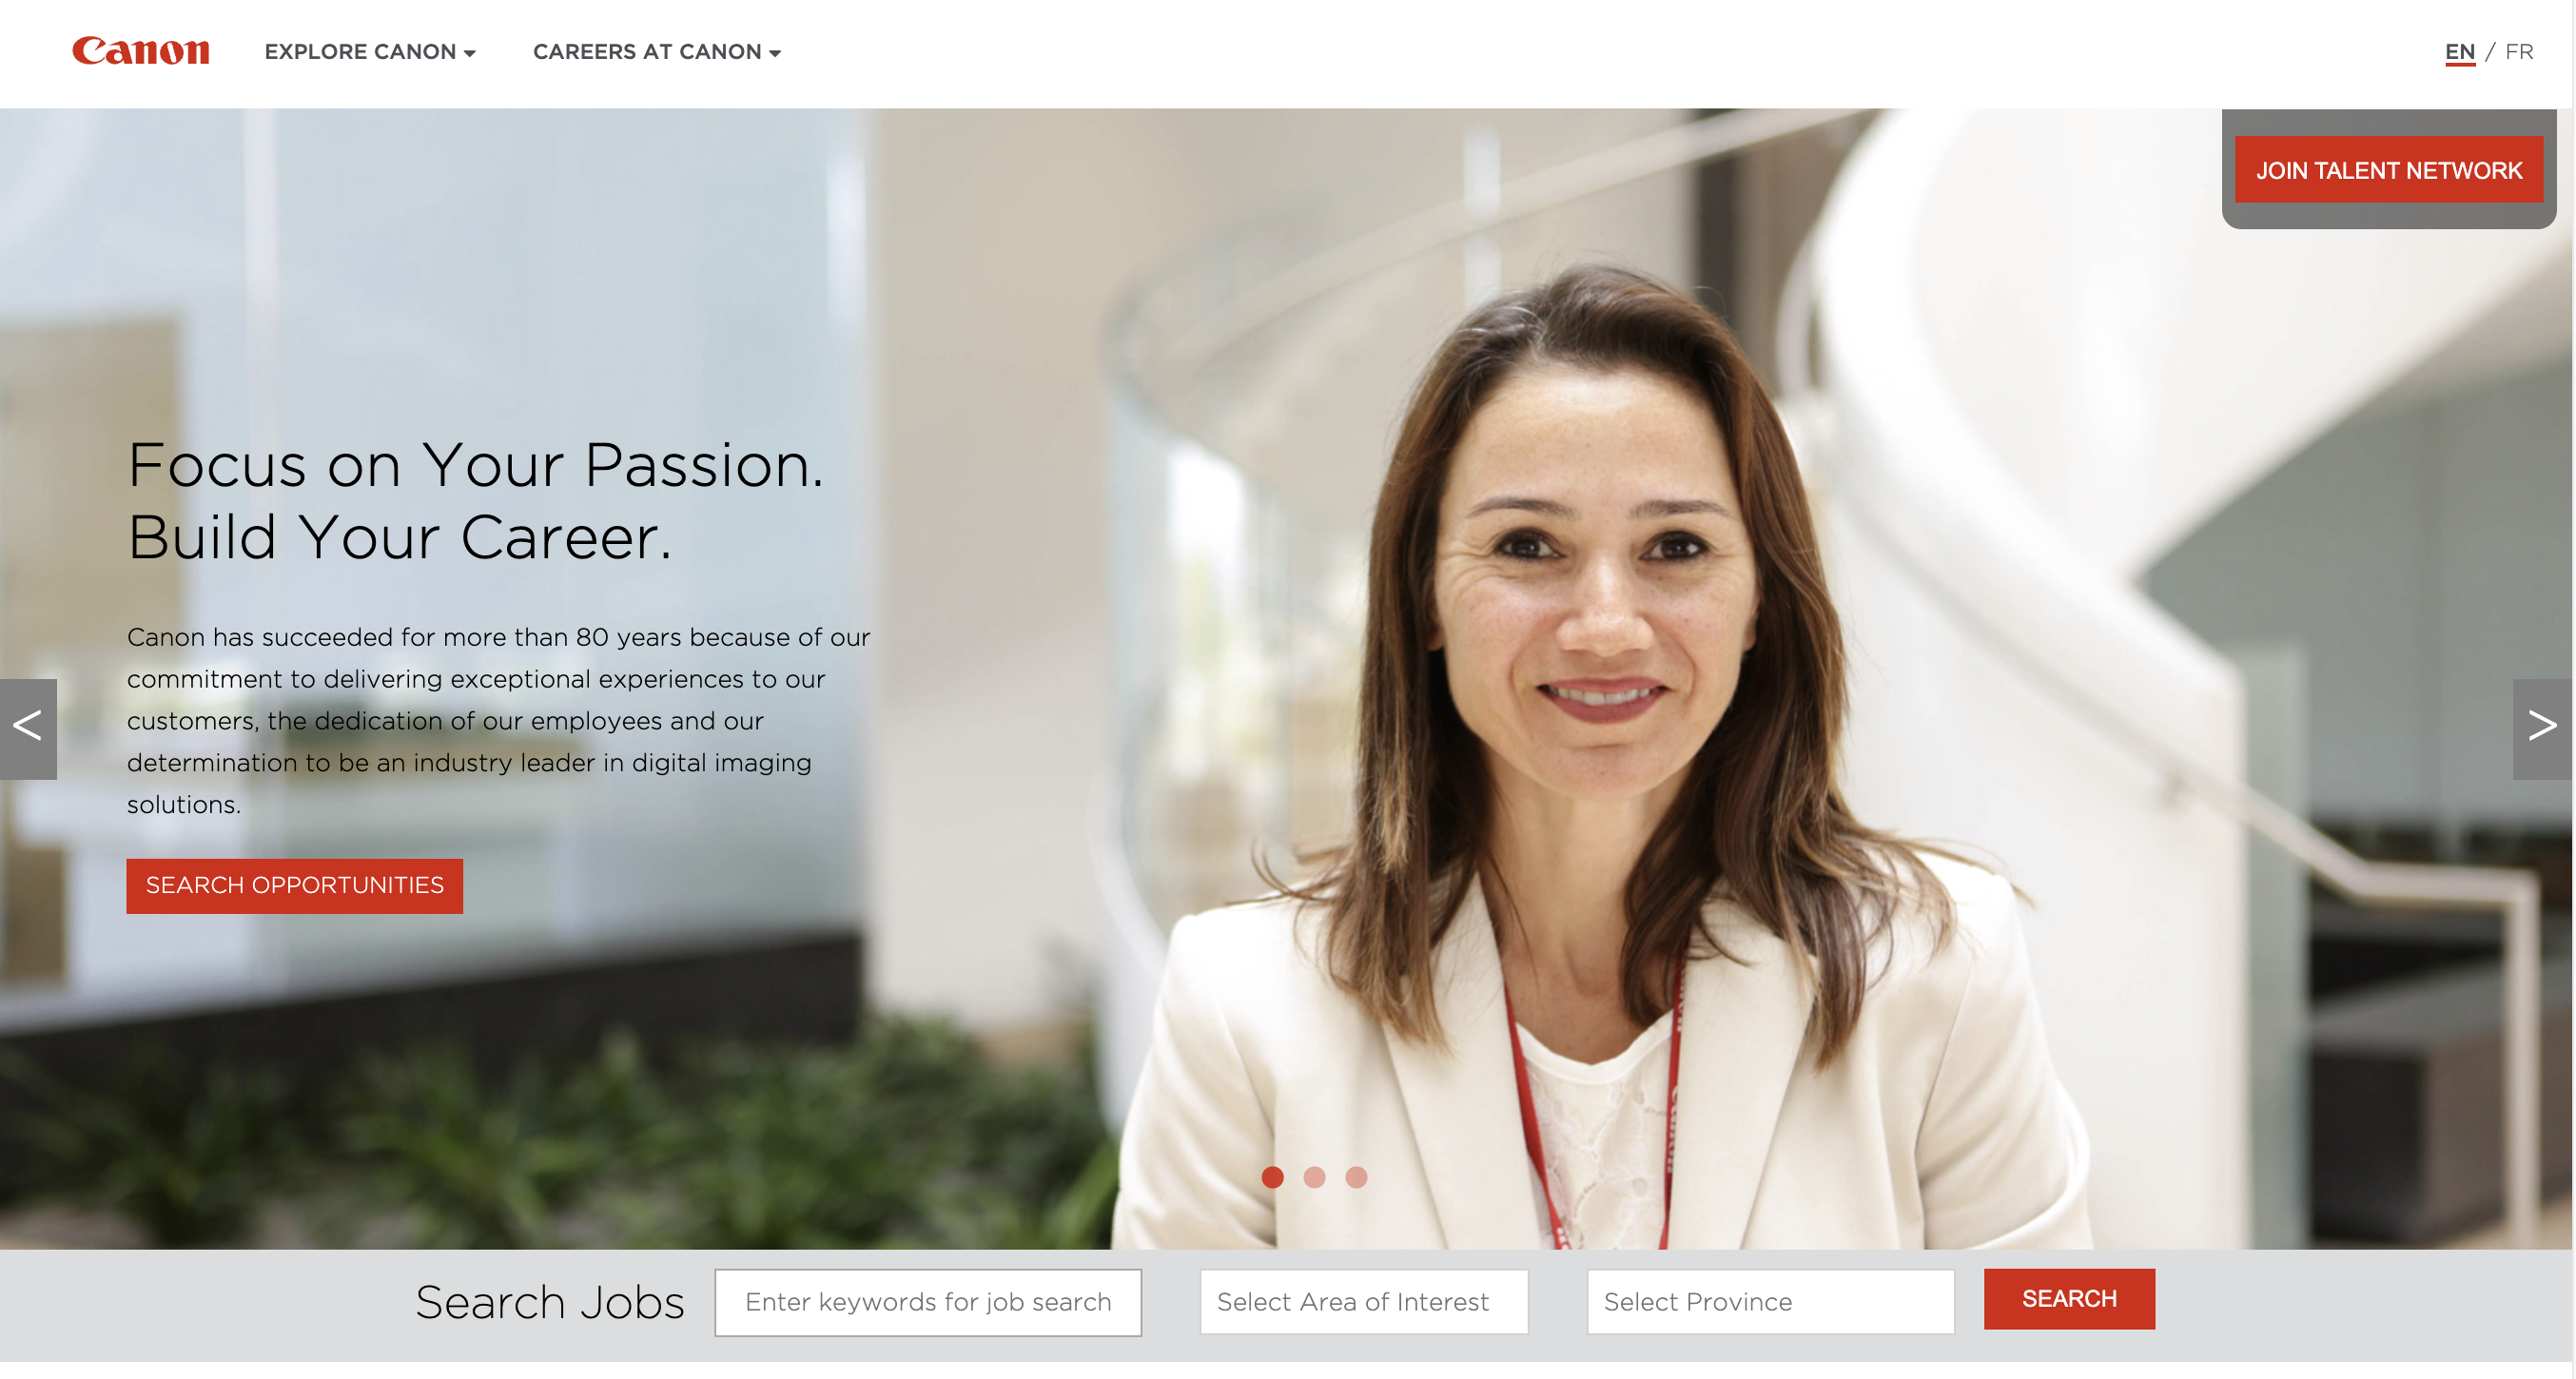 Canon
EXPLORE CANON
CAREERS AT CANON
EN / FR
JOIN TALENT NETWORK
Focus on Your Passion.
Build Your Career.
Canon has succeeded for more than 80 years because of our
commitment to delivering exceptional experiences to our
customers, the dedication of our employees and our
determination to be an industry leader in digital imaging
solutions.
<
>
SEARCH OPPORTUNITIES
Search Jobs
Enter keywords for job search
Select Area of Interest
Select Province
SEARCH